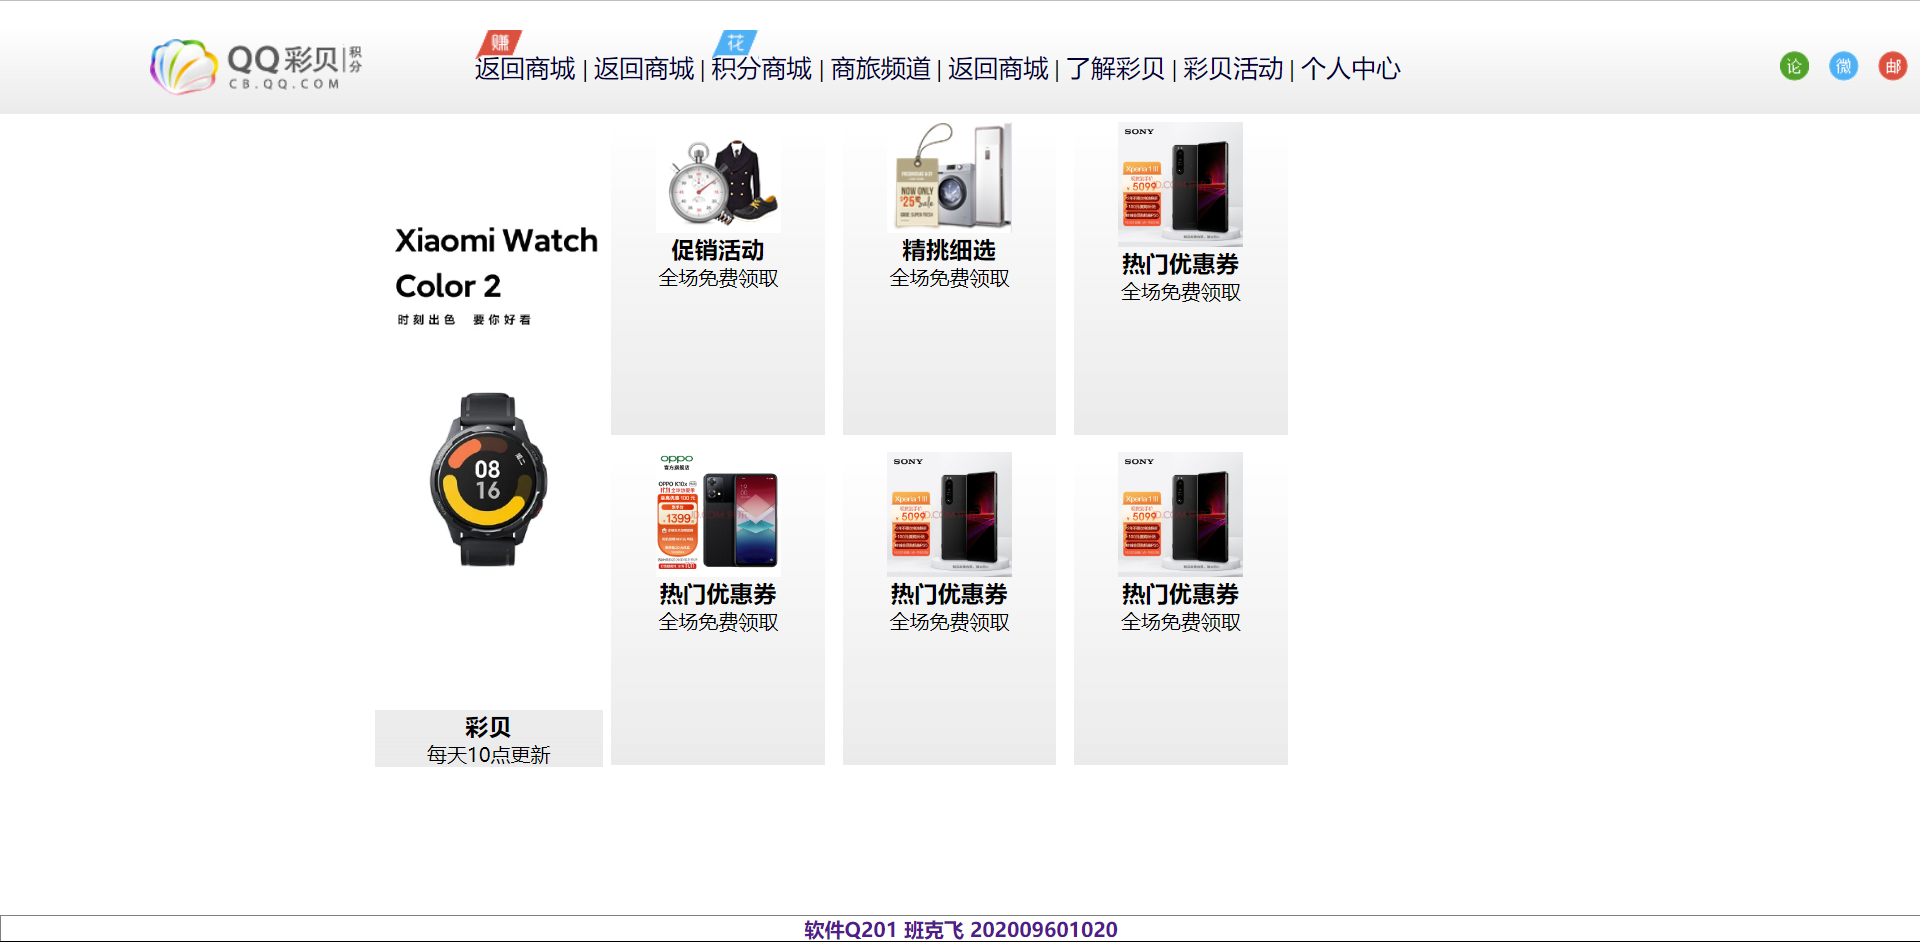 赚 花
QQ彩贝 积分
CB.QQ.COM
返回商城 | 返回商城 | 积分商城 | 商旅频道 | 返回商城 | 了解彩贝 | 彩贝活动 | 个人中心
论 微 邮
Xiaomi Watch
Color 2
时刻出色 要你好看
08
16
彩贝
每天10点更新
促销活动
全场免费领取
NOW ONLY
$25 Sale
精挑细选
全场免费领取
SONY
Xperia 1 III
5099
热门优惠券
全场免费领取
oppo
官方旗舰店
OPPO K10x
1399
热门优惠券
全场免费领取
SONY
Xperia 1 III
5099
热门优惠券
全场免费领取
SONY
Xperia 1 III
5099
热门优惠券
全场免费领取
软件Q201 班克飞 202009601020